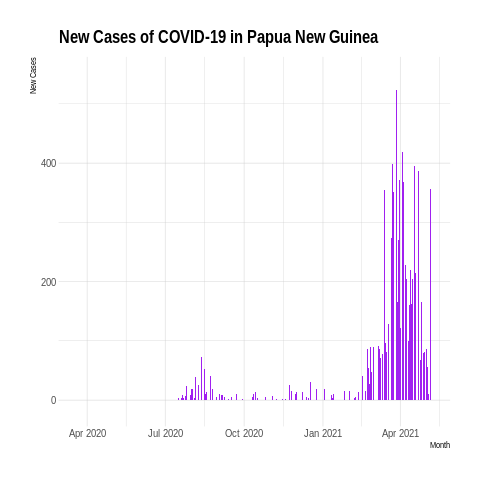 New Cases of COVID-19 in Papua New Guinea
New Cases
400
200
0
Apr 2020 Jul 2020 Oct 2020 Jan 2021 Apr 2021
Month